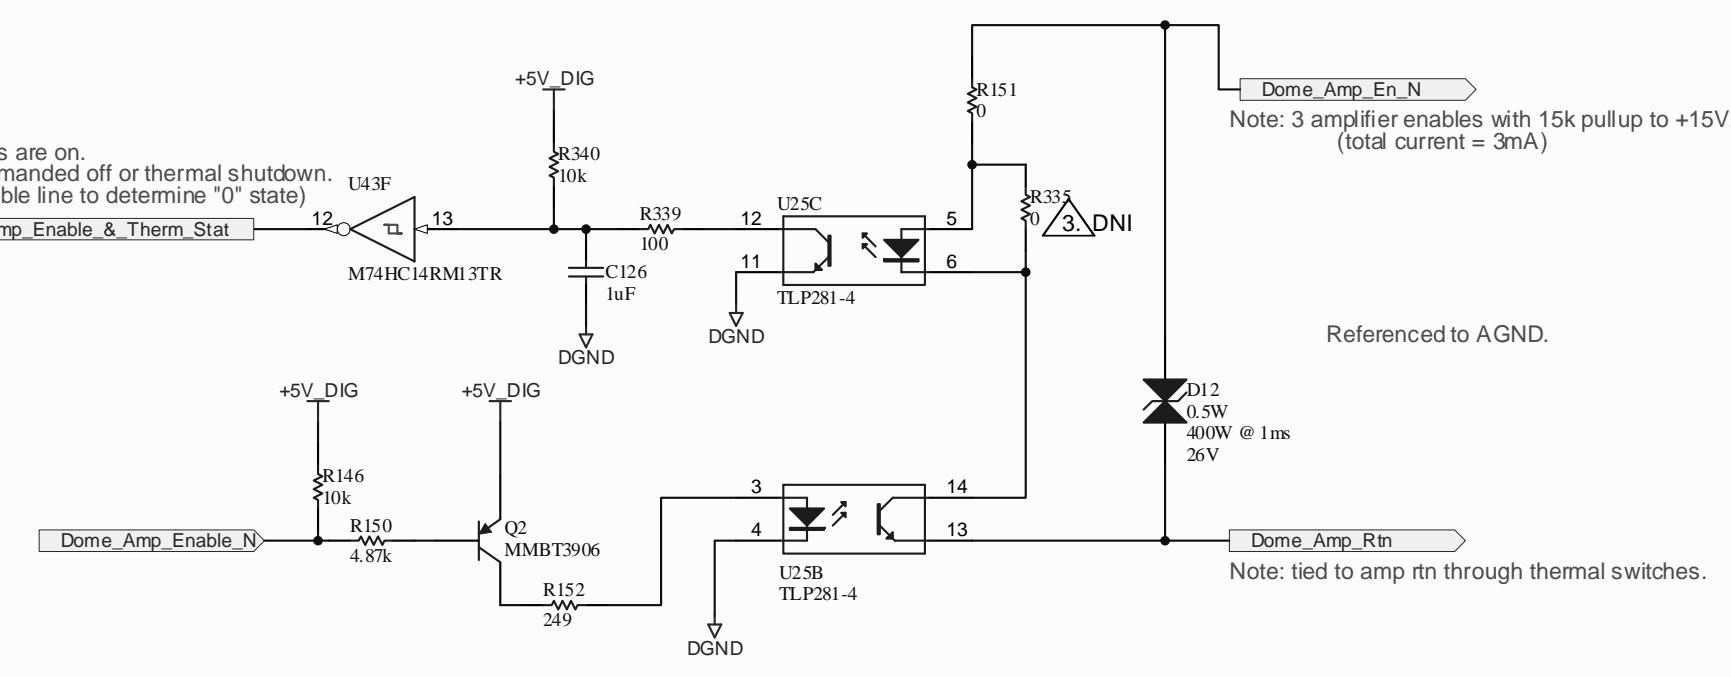 +5V_DIG
R151
0
Dome_Amp_En_N
Note: 3 amplifier enables with 15k pullup to +15V.
(total current = 3mA)
s are on.
manded off or thermal shutdown.
ble line to determine "0" state)
R340
10k
U43F
12
13
mp_Enable_&_Therm_Stat
M74HC14RM13TR
R339
100
C126
1uF
DGND
U25C
12
11
5
6
TLP281-4
DGND
R335
0
3.
DNI
Referenced to AGND.
+5V_DIG
+5V_DIG
D12
0.5W
400W @ 1ms
26V
R146
10k
Dome_Amp_Enable_N
R150
4.87k
Q2
MMBT3906
R152
249
3
4
14
13
U25B
TLP281-4
DGND
Dome_Amp_Rtn
Note: tied to amp rtn through thermal switches.